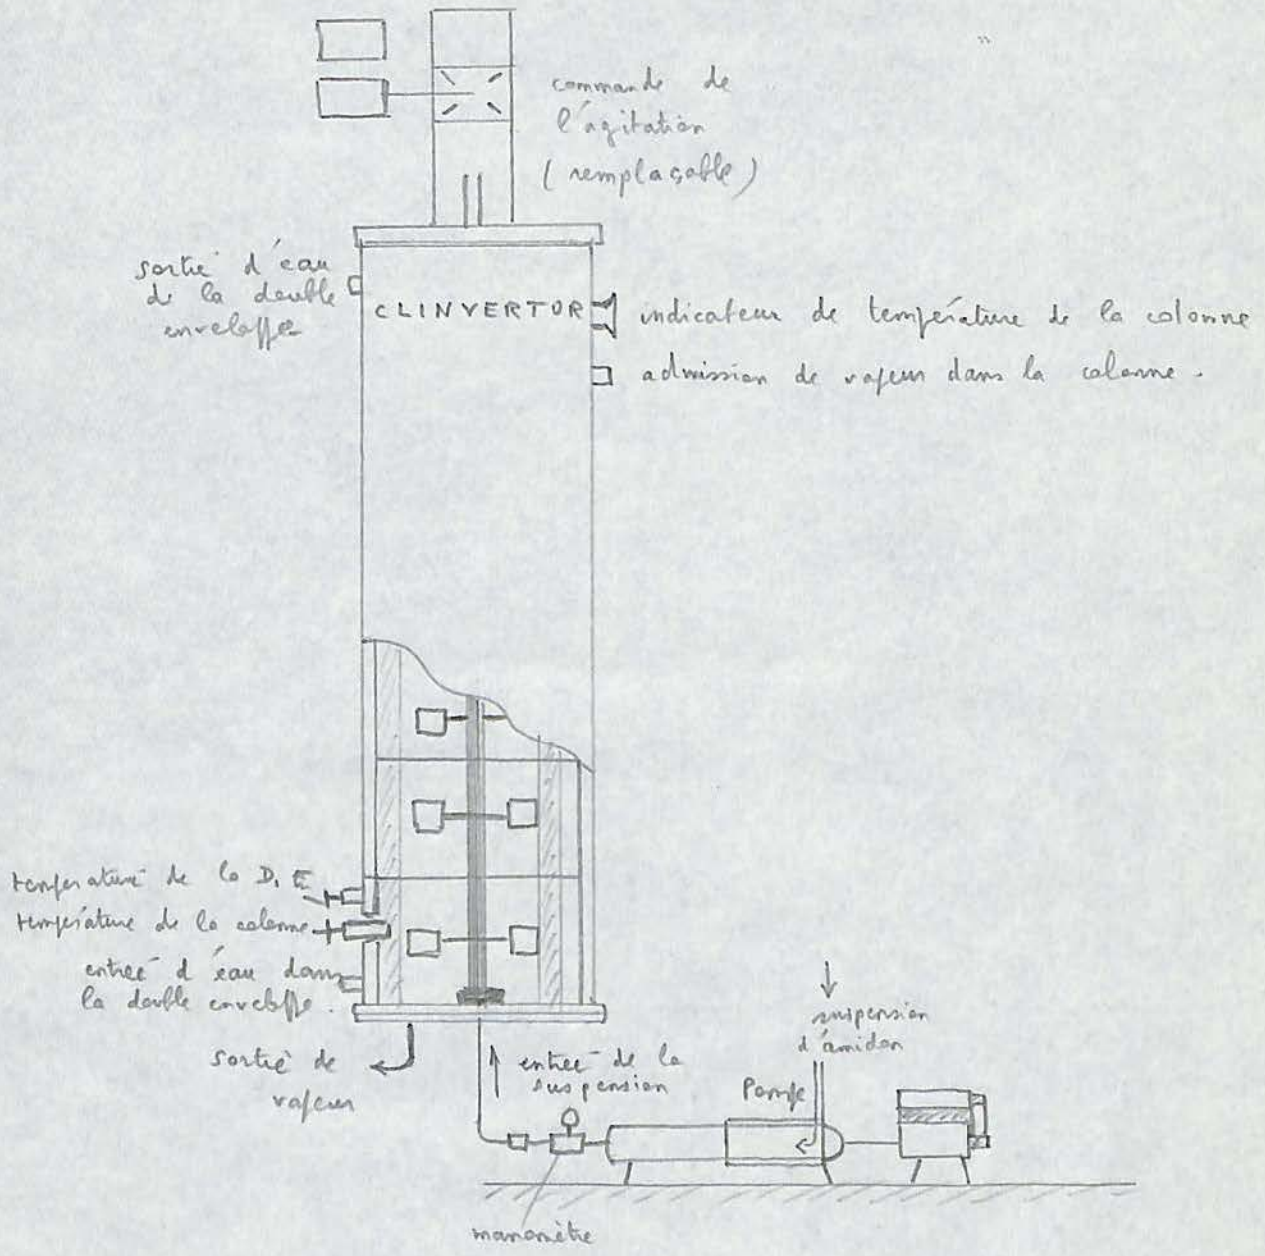 commande de
l'agitation
(remplaçable)
sortie d'eau
de la double
enveloppe
CLINVERTOR
indicateur de température de la colonne
admission de vapeur dans la colonne.
température de la D.E
température de la colonne
entrée d'eau dans
la double enveloppe.
sortie de
vapeur
entrée de la
suspension
suspension
d'amidon
Pompe
manomètre